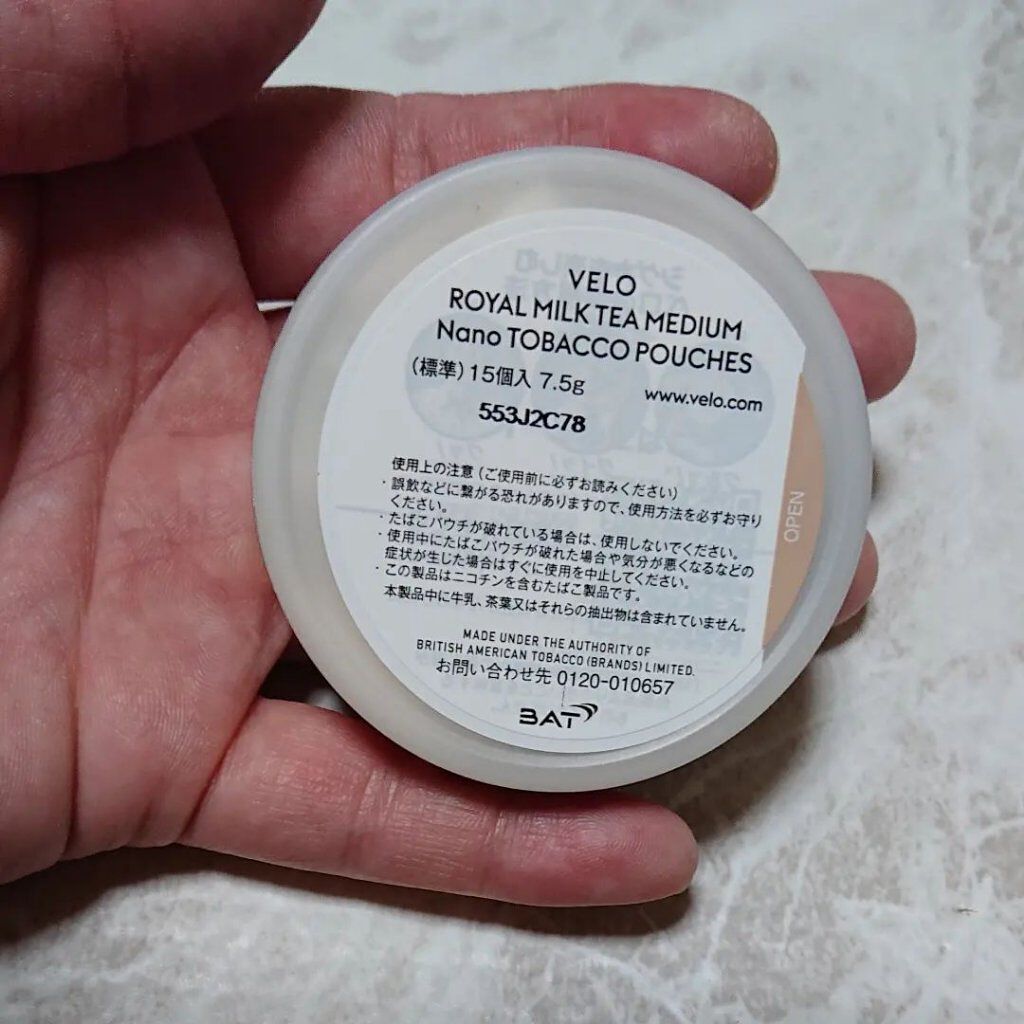 VELO
ROYAL MILK TEA MEDIUM
Nano TOBACCO POUCHES
（標準）15個入 7.5g
www.velo.com
553J2C78
使用上の注意（ご使用前に必ずお読みください）
・誤飲などに繋がる恐れがありますので、使用方法を必ずお守り
ください。
・たばこパウチが破れている場合は、使用しないでください。
・使用中にたばこパウチが破れた場合や気分が悪くなるなどの
症状が生じた場合はすぐに使用を中止してください。
・この製品はニコチンを含むたばこ製品です。
本製品中に牛乳、茶葉又はそれらの抽出物は含まれていません。
OPEN
MADE UNDER THE AUTHORITY OF
BRITISH AMERICAN TOBACCO (BRANDS) LIMITED.
お問い合わせ先 0120-010657
BAT